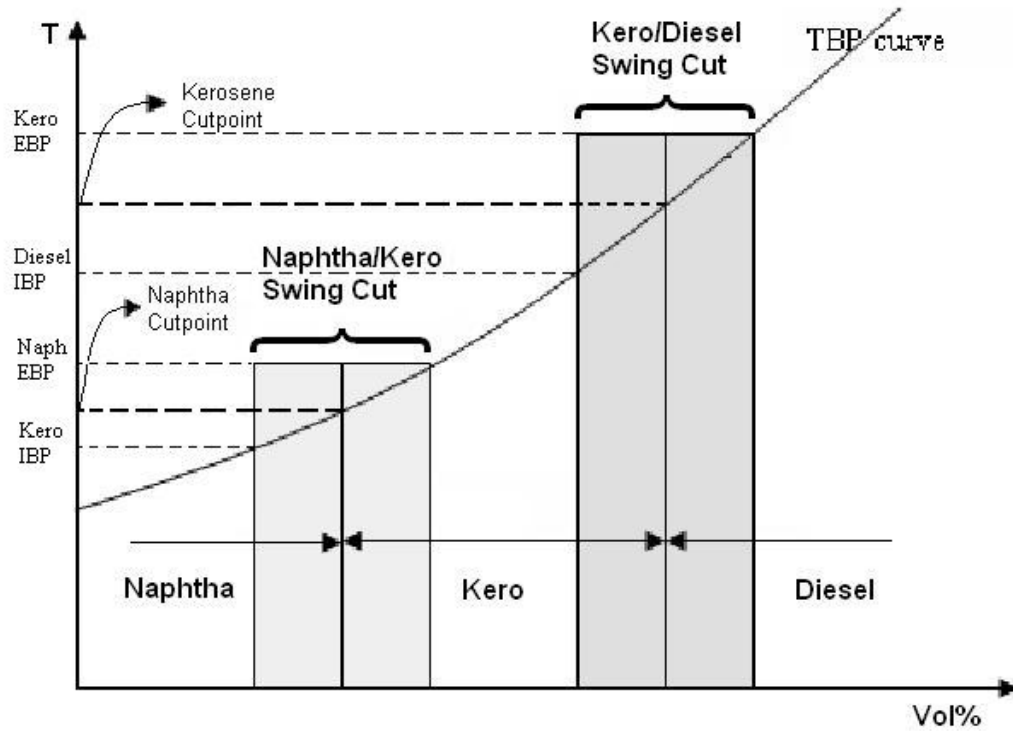 T
Kero/Diesel
Swing Cut
TBP curve
Kerosene
Cutpoint
Kero
EBP
Diesel
IBP
Naphtha/Kero
Swing Cut
Naphtha
Cutpoint
Naph
EBP
Kero
IBP
Naphtha
Kero
Diesel
Vol%